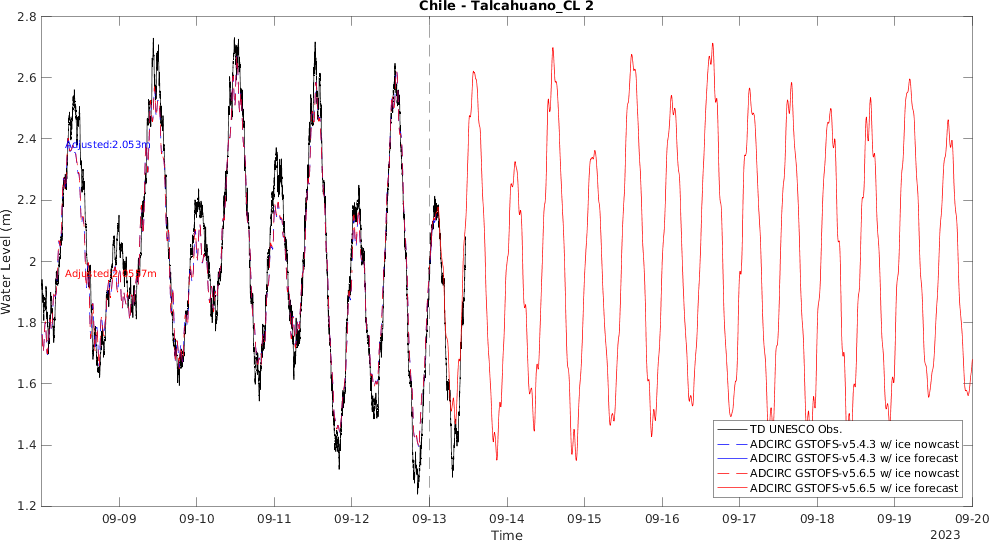 Chile - Talcahuano_CL 2
Water Level (m)
2.8
2.6
2.4
2.2
2
1.8
1.6
1.4
1.2
Adjusted:2.053m
TD UNESCO Obs.
ADCIRC GSTOFS-v5.4.3 w/ ice nowcast
ADCIRC GSTOFS-v5.4.3 w/ ice forecast
ADCIRC GSTOFS-v5.6.5 w/ ice nowcast
ADCIRC GSTOFS-v5.6.5 w/ ice forecast
09-09 09-10 09-11 09-12 09-13 09-14 09-15 09-16 09-17 09-18 09-19 09-20
Time
2023